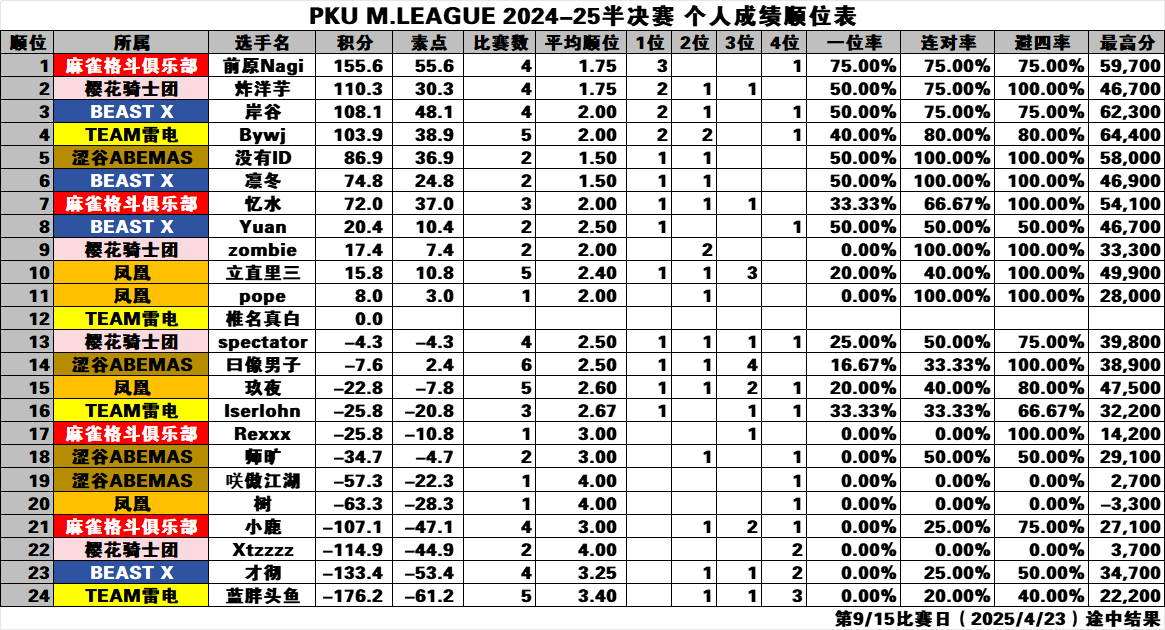 PKU M.LEAGUE 2024-25半决赛 个人成绩顺位表
顺位 所属 选手名 积分 素点 比赛数 平均顺位 1位 2位 3位 4位 一位率 连对率 避四率 最高分
1 麻雀格斗俱乐部 前原Nagi 155.6 55.6 4 1.75 3 1 75.00% 75.00% 75.00% 59,700
2 樱花骑士团 炸洋芋 110.3 30.3 4 1.75 2 1 1 50.00% 75.00% 100.00% 46,700
3 BEAST X 岸谷 108.1 48.1 4 2.00 2 1 1 50.00% 75.00% 75.00% 62,300
4 TEAM雷电 Bywj 103.9 38.9 5 2.00 2 2 1 40.00% 80.00% 80.00% 64,400
5 涩谷ABEMAS 没有ID 86.9 36.9 2 1.50 1 1 50.00% 100.00% 100.00% 58,000
6 BEAST X 凛冬 74.8 24.8 2 1.50 1 1 50.00% 100.00% 100.00% 46,900
7 麻雀格斗俱乐部 忆水 72.0 37.0 3 2.00 1 1 1 33.33% 66.67% 100.00% 54,100
8 BEAST X Yuan 20.4 10.4 2 2.50 1 1 50.00% 50.00% 50.00% 46,700
9 樱花骑士团 zombie 17.4 7.4 2 2.00 2 0.00% 100.00% 100.00% 33,300
10 凤凰 立直里三 15.8 10.8 5 2.40 1 1 3 20.00% 40.00% 100.00% 49,900
11 凤凰 pope 8.0 3.0 1 2.00 1 0.00% 100.00% 100.00% 28,000
12 TEAM雷电 椎名真白 0.0
13 樱花骑士团 spectator -4.3 -4.3 4 2.50 1 1 1 1 25.00% 50.00% 75.00% 39,800
14 涩谷ABEMAS 日像男子 -7.6 2.4 6 2.50 1 1 4 16.67% 33.33% 100.00% 38,900
15 凤凰 玖夜 -22.8 -7.8 5 2.60 1 1 2 1 20.00% 40.00% 80.00% 47,500
16 TEAM雷电 Iserlohn -25.8 -20.8 3 2.67 1 1 1 33.33% 33.33% 66.67% 32,200
17 麻雀格斗俱乐部 Rexxx -25.8 -10.8 1 3.00 1 0.00% 0.00% 100.00% 14,200
18 涩谷ABEMAS 师旷 -34.7 -4.7 2 3.00 1 1 0.00% 50.00% 50.00% 29,100
19 涩谷ABEMAS 咲傲江湖 -57.3 -22.3 1 4.00 1 0.00% 0.00% 0.00% 2,700
20 凤凰 树 -63.3 -28.3 1 4.00 1 0.00% 0.00% 0.00% -3,300
21 麻雀格斗俱乐部 小鹿 -107.1 -47.1 4 3.00 1 2 1 0.00% 25.00% 75.00% 27,100
22 樱花骑士团 Xtzzzz -114.9 -44.9 2 4.00 2 0.00% 0.00% 0.00% 3,700
23 BEAST X 才彻 -133.4 -53.4 4 3.25 1 1 2 0.00% 25.00% 50.00% 34,700
24 TEAM雷电 蓝胖头鱼 -176.2 -61.2 5 3.40 1 1 3 0.00% 20.00% 40.00% 22,200
第9/15比赛日（2025/4/23）途中结果